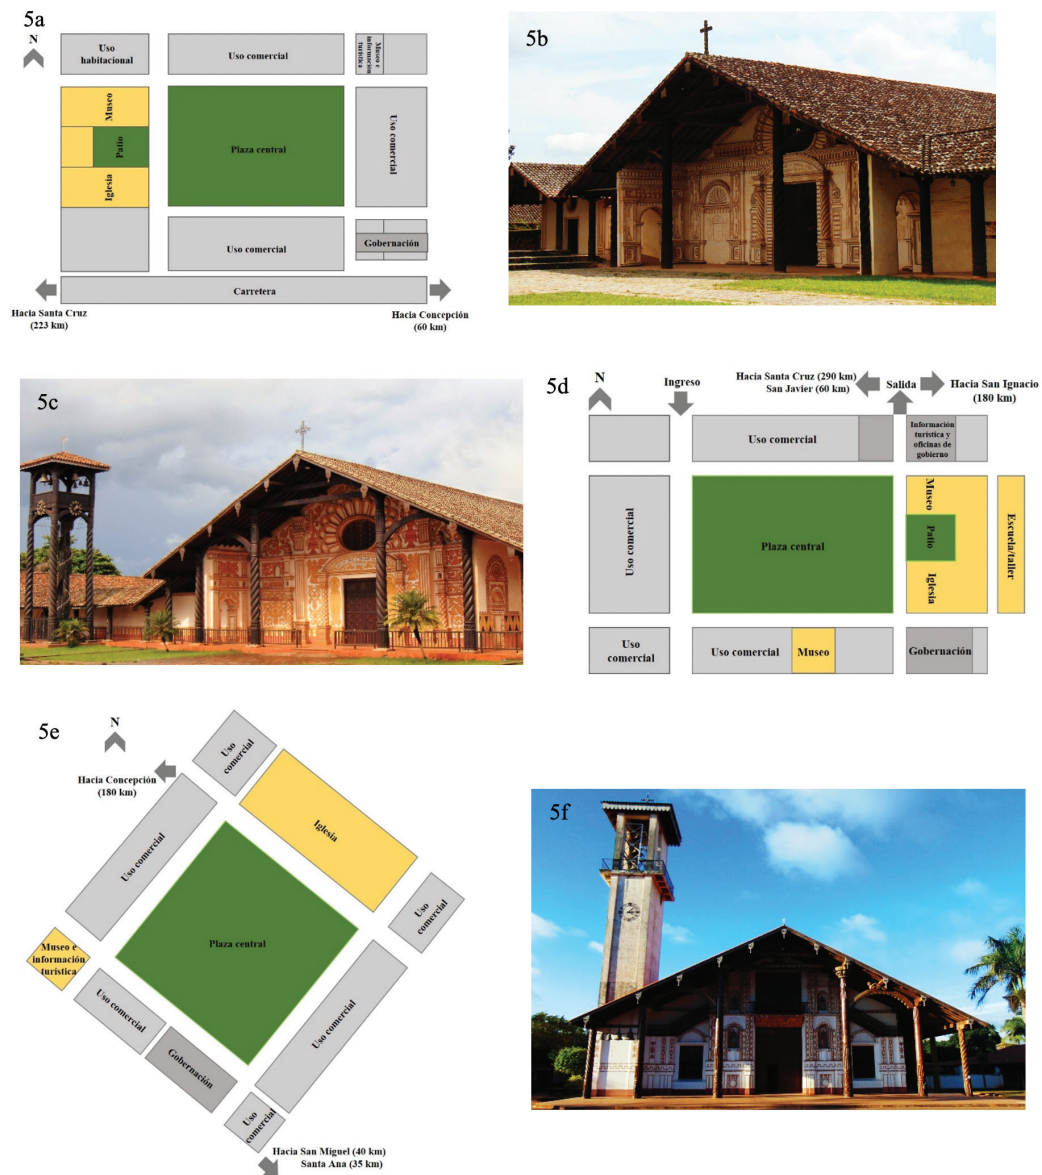 5a
N
Uso
habitacional
Uso comercial
Museo e
información
turística
Museo
Patio
Iglesia
Plaza central
Uso comercial
Uso comercial
Gobernación
Carretera
Hacia Santa Cruz
(223 km)
Hacia Concepción
(60 km)
5b
5c
5d
N
Ingreso
Hacia Santa Cruz (290 km)
San Javier (60 km)
Salida
Hacia San Ignacio
(180 km)
Uso comercial
Información
turística y
oficinas de
gobierno
Uso comercial
Plaza central
Museo
Patio
Iglesia
Escuela/taller
Uso
comercial
Uso comercial
Museo
Gobernación
5e
N
Hacia Concepción
(180 km)
Uso
comercial
Iglesia
Uso comercial
Uso
comercial
Plaza central
Museo e
información
turística
Uso comercial
Uso comercial
Gobernación
Uso
comercial
Hacia San Miguel (40 km)
Santa Ana (35 km)
5f